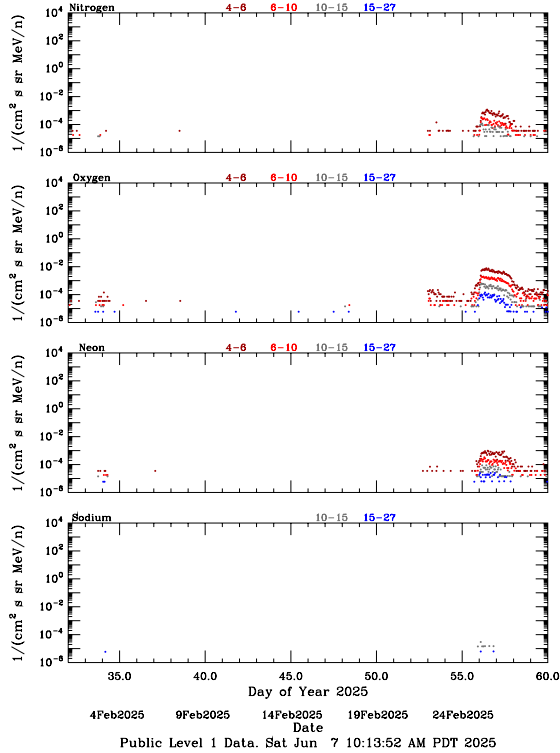 Nitrogen 4-6 6-10 10-15 15-27
1/(cm² s sr MeV/n)
10⁴
10²
10⁰
10⁻²
10⁻⁴
10⁻⁶
Oxygen 4-6 6-10 10-15 15-27
1/(cm² s sr MeV/n)
10⁴
10²
10⁰
10⁻²
10⁻⁴
10⁻⁶
Neon 4-6 6-10 10-15 15-27
1/(cm² s sr MeV/n)
10⁴
10²
10⁰
10⁻²
10⁻⁴
10⁻⁶
Sodium 10-15 15-27
1/(cm² s sr MeV/n)
10⁴
10²
10⁰
10⁻²
10⁻⁴
10⁻⁶
35.0 40.0 45.0 50.0 55.0 60.0
Day of Year 2025
4Feb2025 9Feb2025 14Feb2025 19Feb2025 24Feb2025
Date
Public Level 1 Data. Sat Jun 7 10:13:52 AM PDT 2025